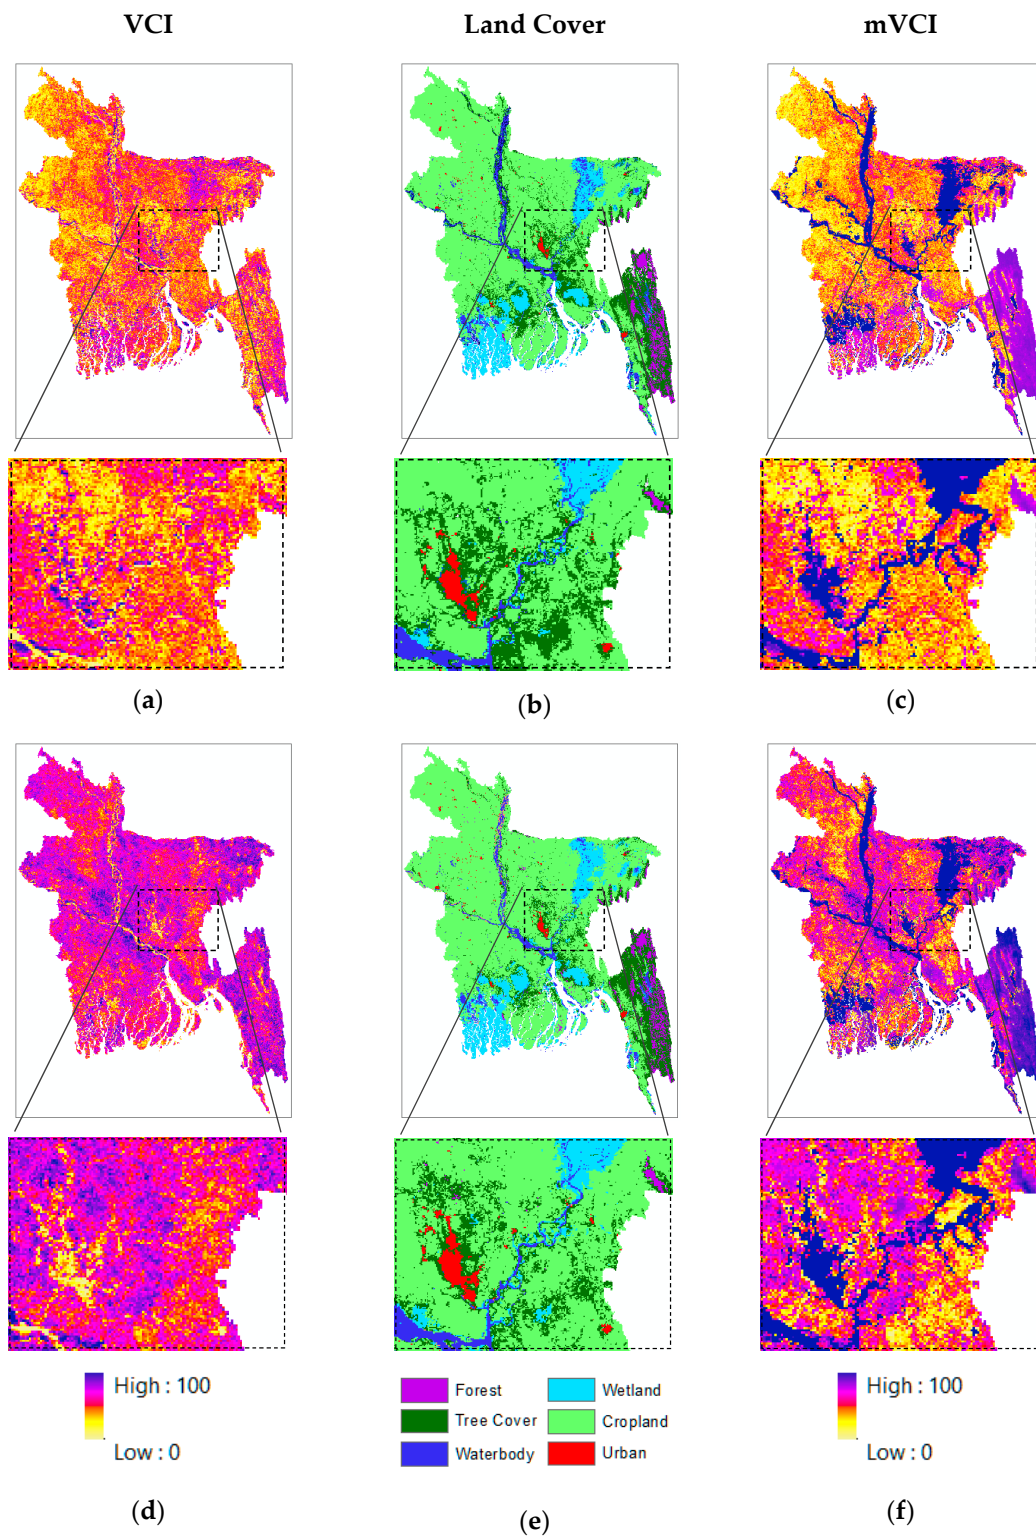 VCI Land Cover mVCI
(a) (b) (c)
High : 100 Forest Wetland High : 100
Tree Cover Cropland
Low : 0 Waterbody Urban Low : 0
(d) (e) (f)